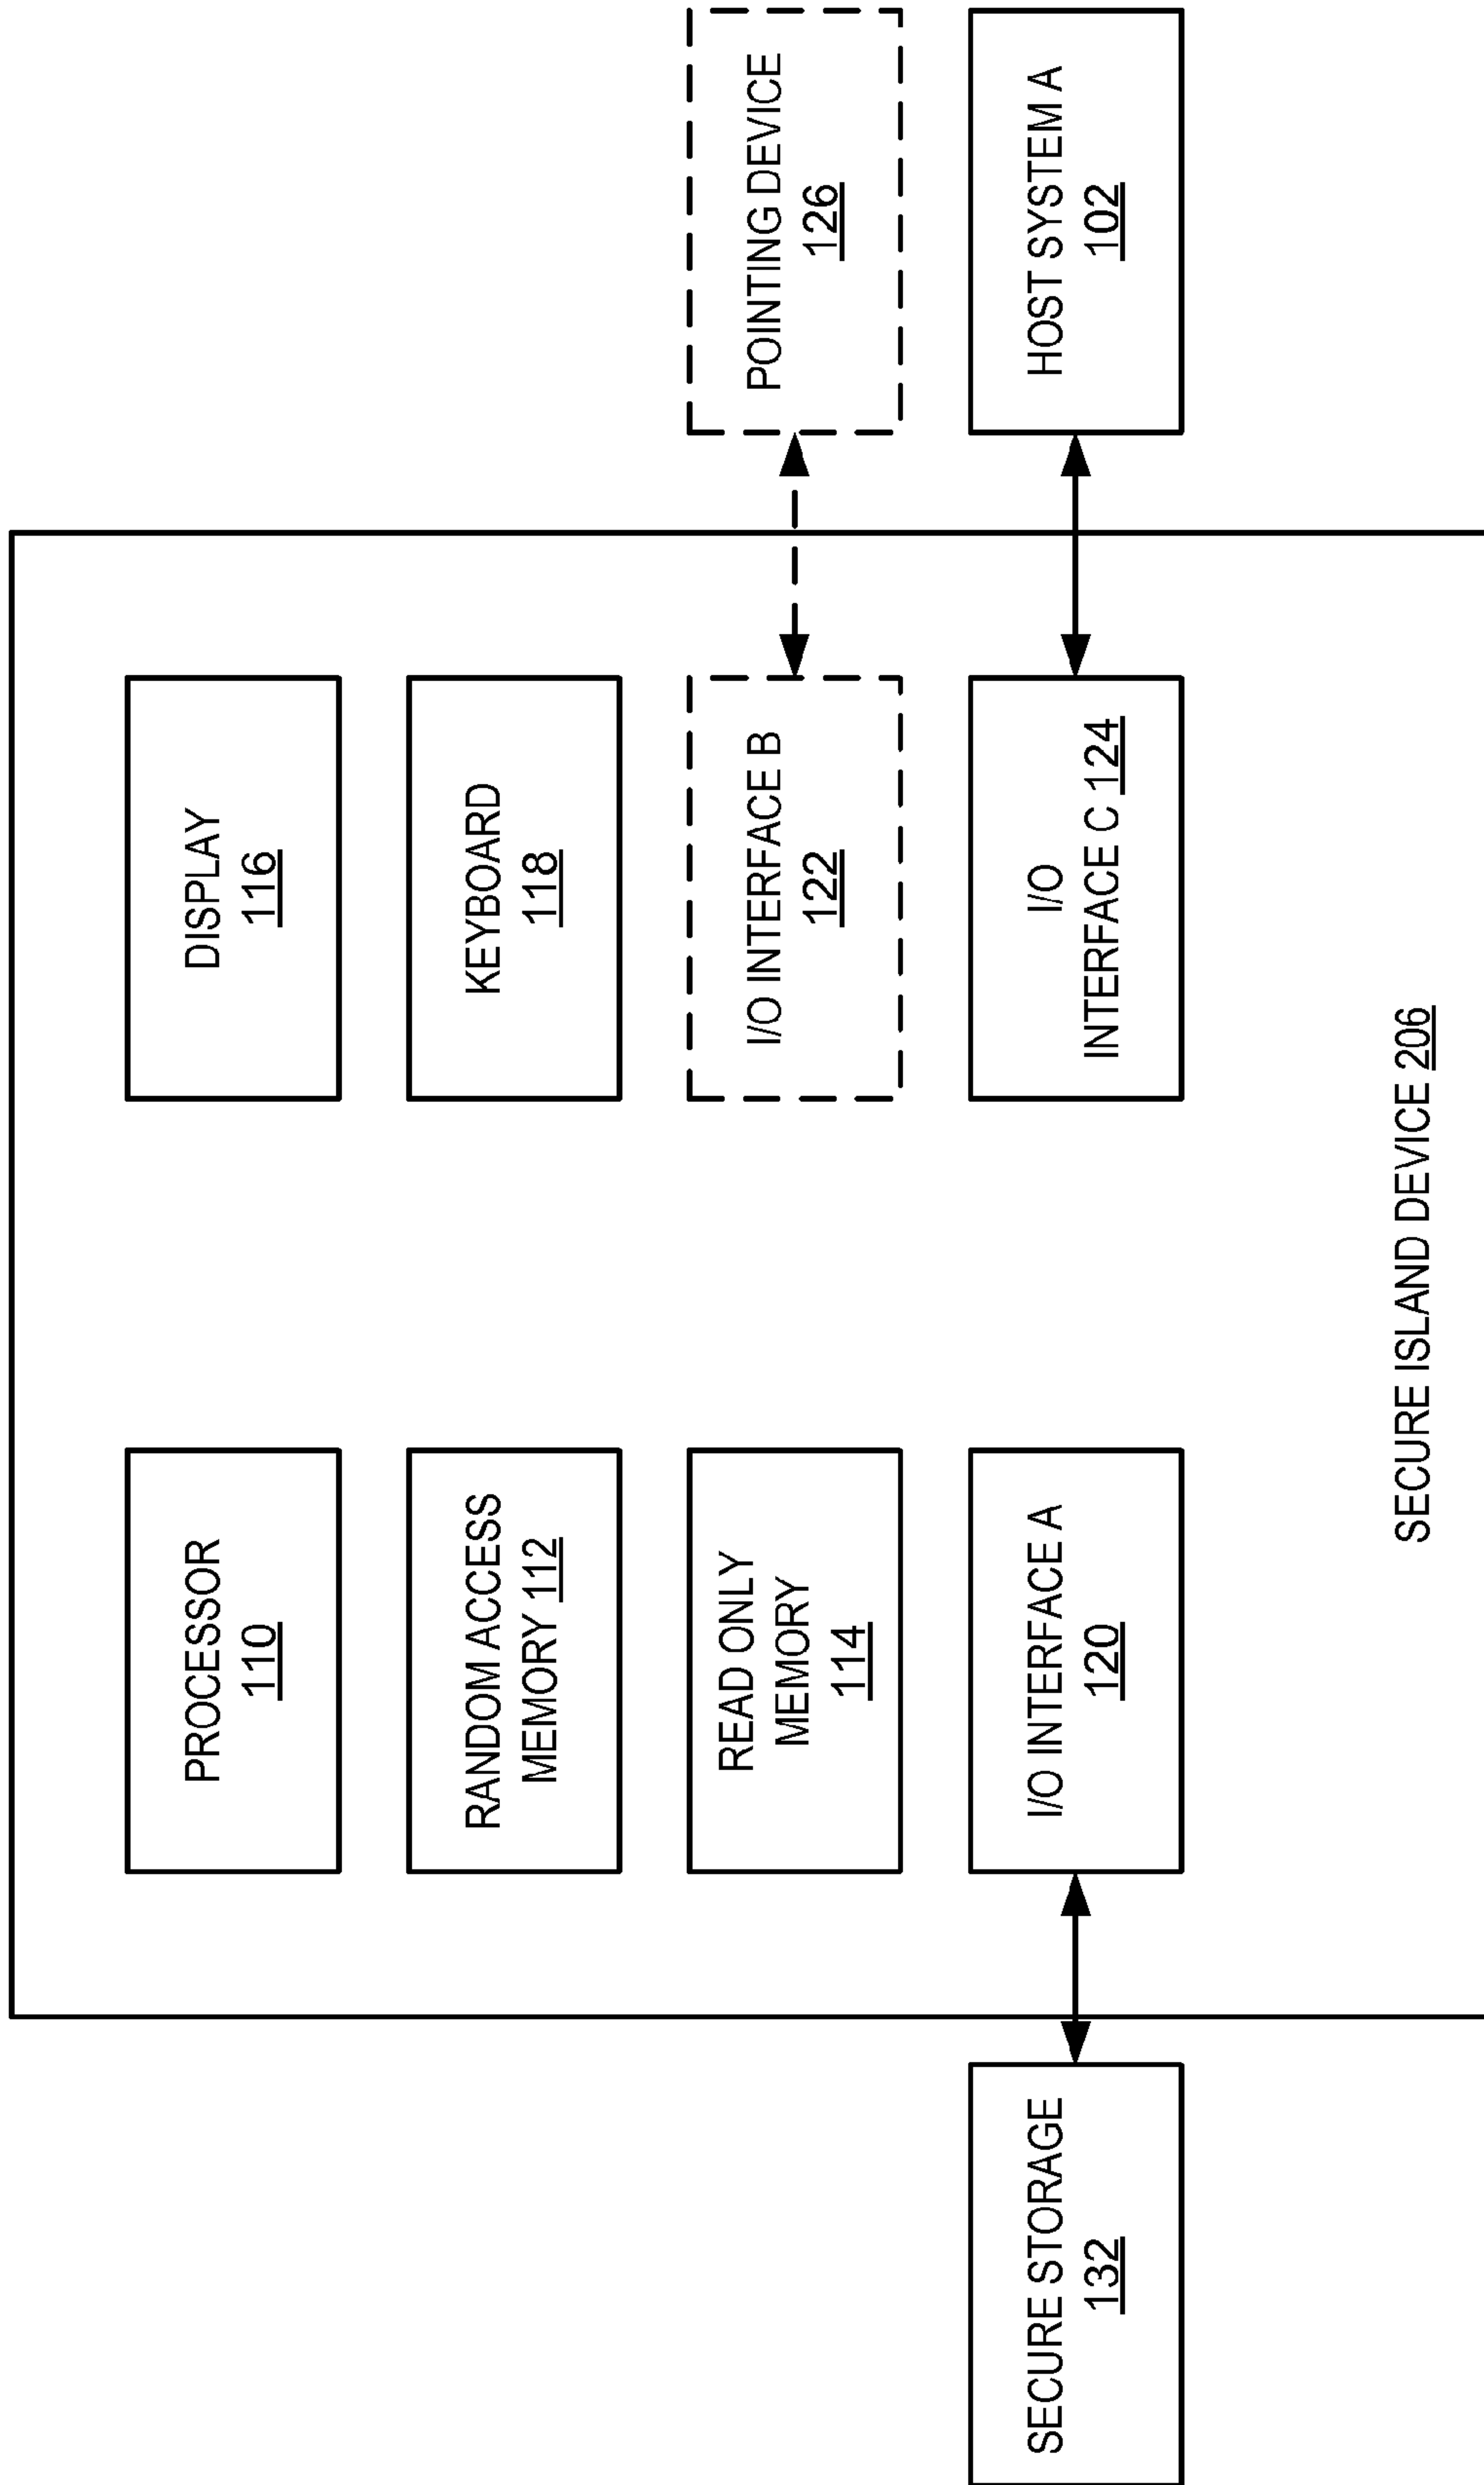 PROCESSOR
110
DISPLAY
116
RANDOM ACCESS
MEMORY 112
KEYBOARD
118
READ ONLY
MEMORY
114
I/O INTERFACE B
122
POINTING DEVICE
126
SECURE STORAGE
132
I/O INTERFACE A
120
I/O
INTERFACE C 124
HOST SYSTEM A
102
SECURE ISLAND DEVICE 206